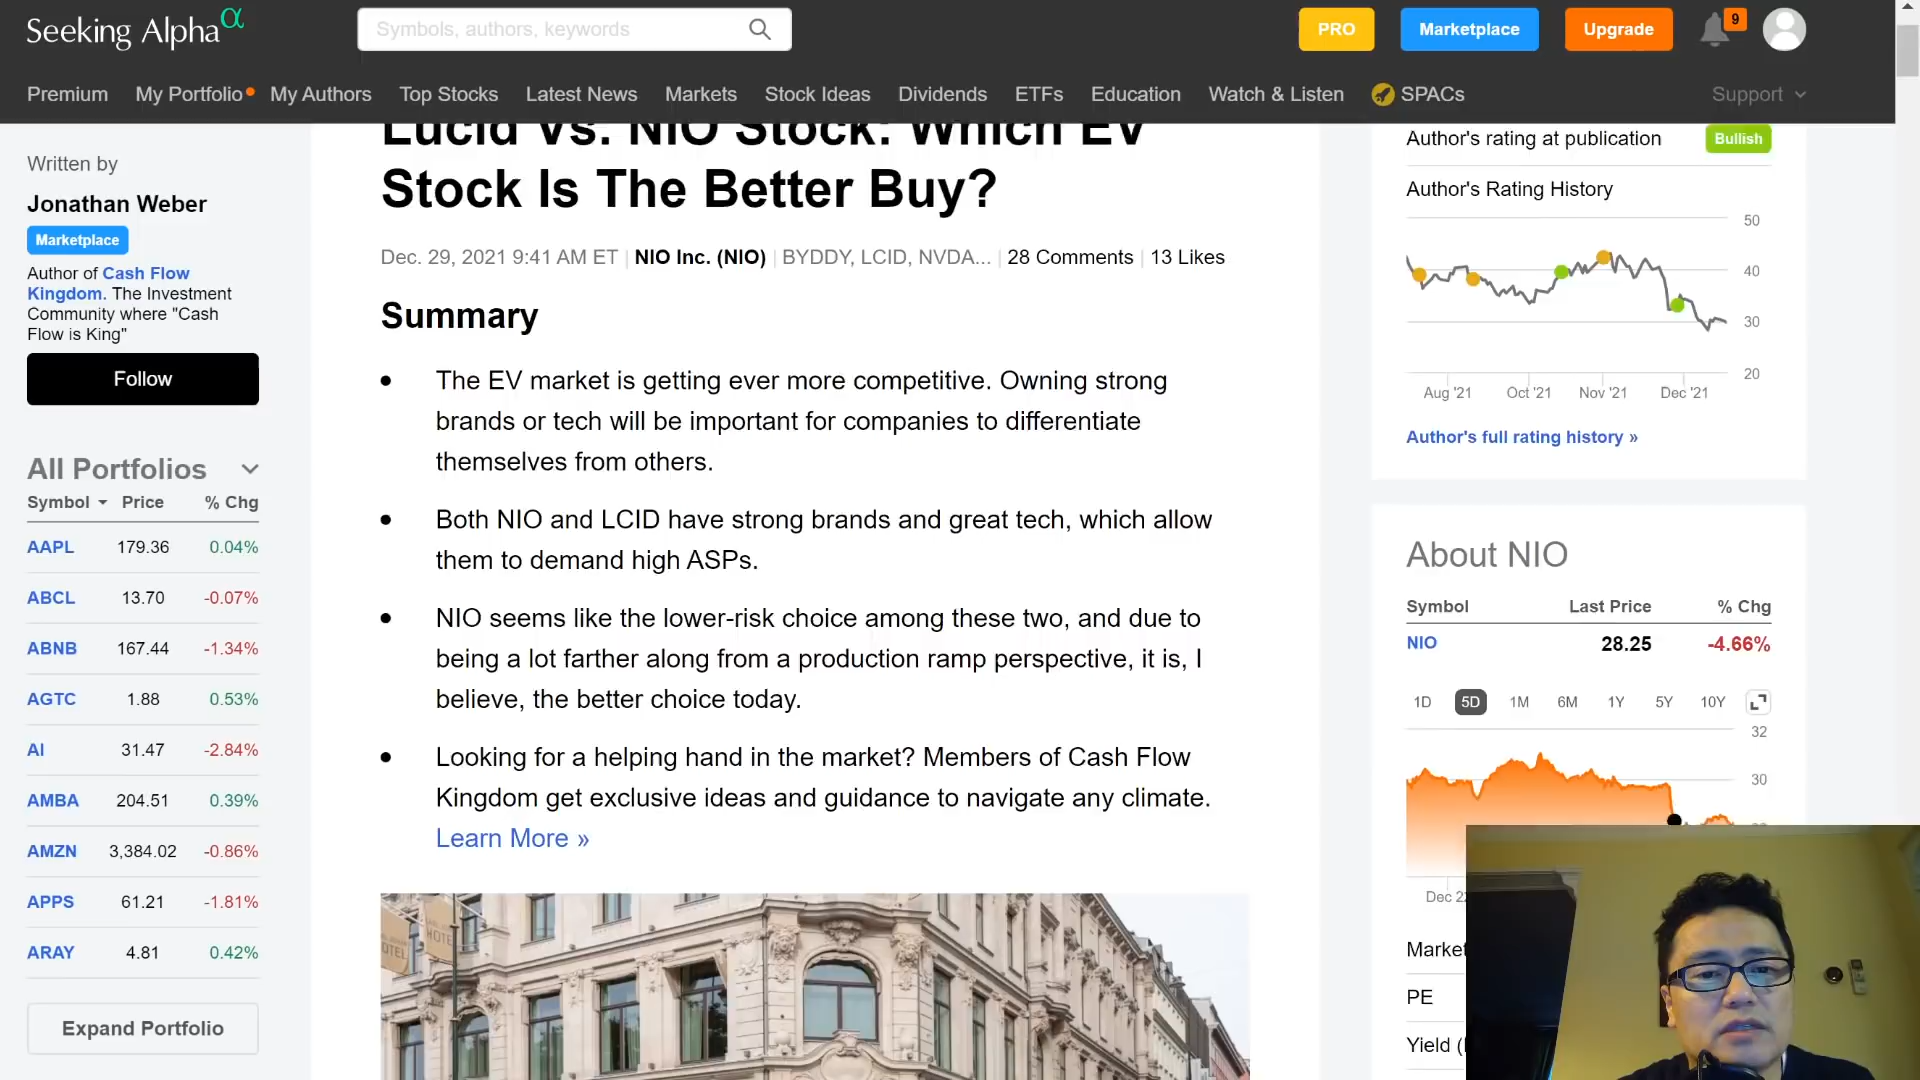 Seeking Alpha α
Symbols, authors, keywords
PRO
Marketplace
Upgrade
9
Premium
My Portfolio
My Authors
Top Stocks
Latest News
Markets
Stock Ideas
Dividends
ETFs
Education
Watch & Listen
SPACs
Support
Written by
Jonathan Weber
Marketplace
Author of Cash Flow
Kingdom. The Investment
Community where "Cash
Flow is King"
Follow
All Portfolios
Symbol Price % Chg
AAPL 179.36 0.04%
ABCL 13.70 -0.07%
ABNB 167.44 -1.34%
AGTC 1.88 0.53%
AI 31.47 -2.84%
AMBA 204.51 0.39%
AMZN 3,384.02 -0.86%
APPS 61.21 -1.81%
ARAY 4.81 0.42%
Expand Portfolio
Lucid Vs. NIO Stock: Which EV
Stock Is The Better Buy?
Dec. 29, 2021 9:41 AM ET | NIO Inc. (NIO) | BYDDY, LCID, NVDA... | 28 Comments | 13 Likes
Summary
• The EV market is getting ever more competitive. Owning strong
brands or tech will be important for companies to differentiate
themselves from others.
• Both NIO and LCID have strong brands and great tech, which allow
them to demand high ASPs.
• NIO seems like the lower-risk choice among these two, and due to
being a lot farther along from a production ramp perspective, it is, I
believe, the better choice today.
• Looking for a helping hand in the market? Members of Cash Flow
Kingdom get exclusive ideas and guidance to navigate any climate.
Learn More »
HOTEL
Author's rating at publication Bullish
Author's Rating History
50
40
30
20
Aug '21 Oct '21 Nov '21 Dec '21
Author's full rating history »
About NIO
Symbol Last Price % Chg
NIO 28.25 -4.66%
1D 5D 1M 6M 1Y 5Y 10Y
32
30
Dec 2
Market
PE
Yield (